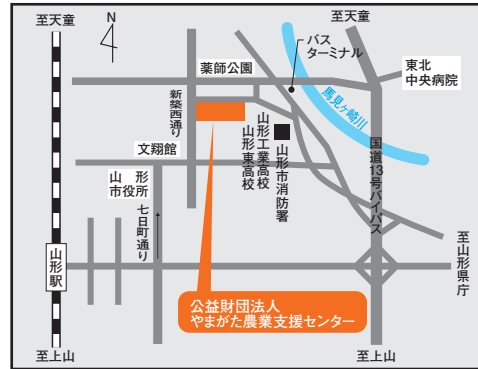 至天童
N
至天童
バス
ターミナル
薬師公園
東北
中央病院
馬見ヶ崎川
新築西通り
山形東高校
山形工業高校
山形市消防署
国道13号バイパス
文翔館
山形
市役所
七日町通り
山形駅
至山形県庁
公益財団法人
やまがた農業支援センター
至上山
至上山